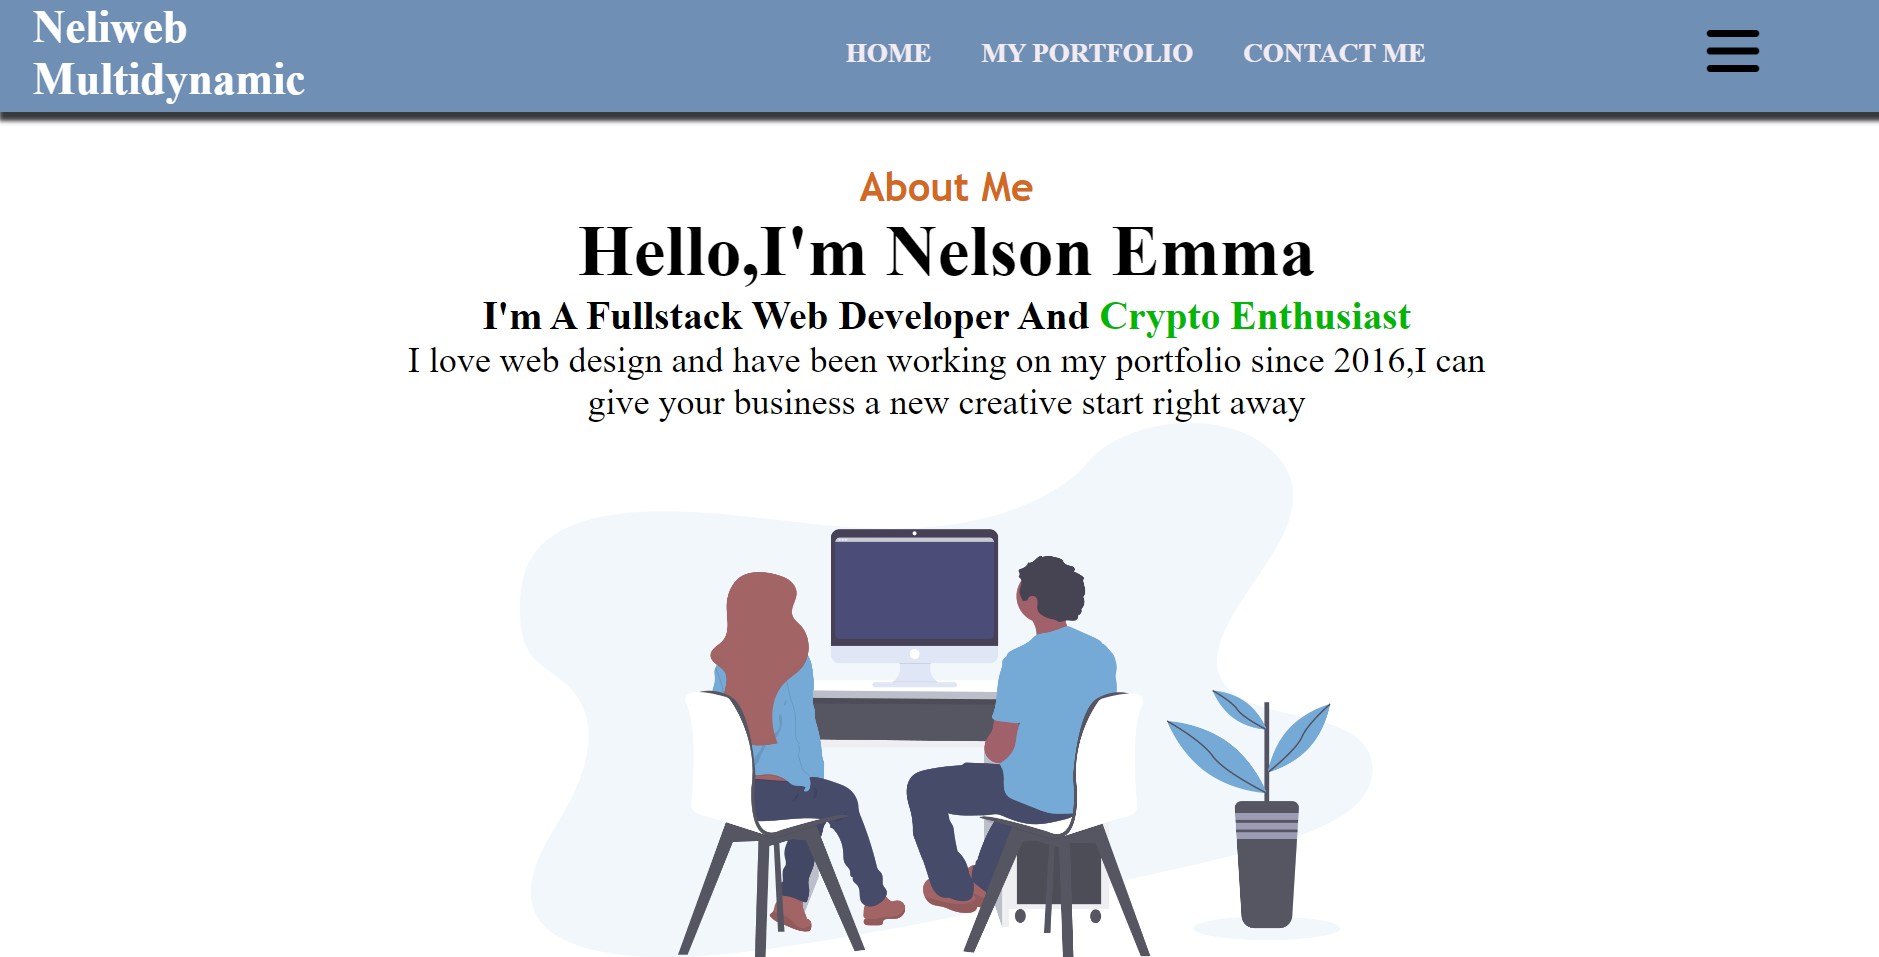 Neliweb
Multidynamic
HOME MY PORTFOLIO CONTACT ME
About Me
Hello,I'm Nelson Emma
I'm A Fullstack Web Developer And Crypto Enthusiast
I love web design and have been working on my portfolio since 2016,I can
give your business a new creative start right away